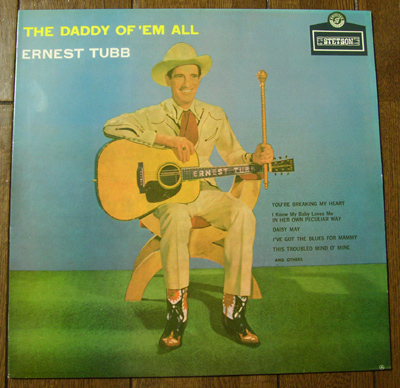 THE DADDY OF 'EM ALL
ERNEST TUBB
STETSON
ERNEST TUBB
YOU'RE BREAKING MY HEART
I Knew My Baby Loves Me
IN HER OWN PECULIAR WAY
DAISY MAY
I'VE GOT THE BLUES FOR MAMMY
THIS TROUBLED MIND O' MINE
AND OTHERS